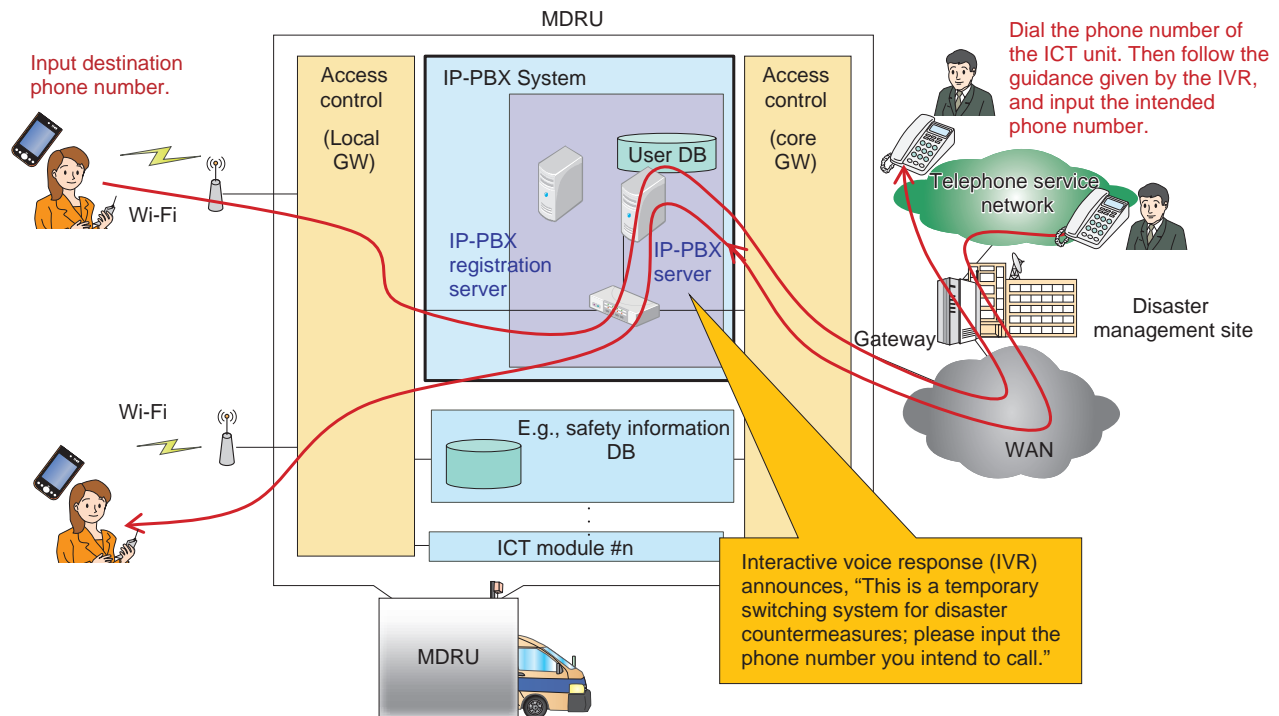 MDRU
Input destination
phone number.
Wi-Fi
Access
control
(Local
GW)
IP-PBX System
User DB
IP-PBX
registration
server
IP-PBX
server
Access
control
(core
GW)
Dial the phone number of
the ICT unit. Then follow the
guidance given by the IVR,
and input the intended
phone number.
Telephone service
network
Disaster
management site
Gateway
WAN
Wi-Fi
E.g., safety information
DB
ICT module #n
Interactive voice response (IVR)
announces, “This is a temporary
switching system for disaster
countermeasures; please input the
phone number you intend to call.”
MDRU